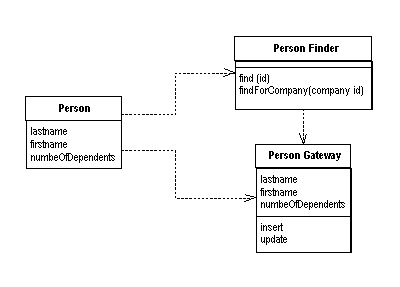 Person Finder
find (id)
findForCompany(company id)
Person
lastname
firstname
numbeOfDependents
Person Gateway
lastname
firstname
numbeOfDependents
insert
update